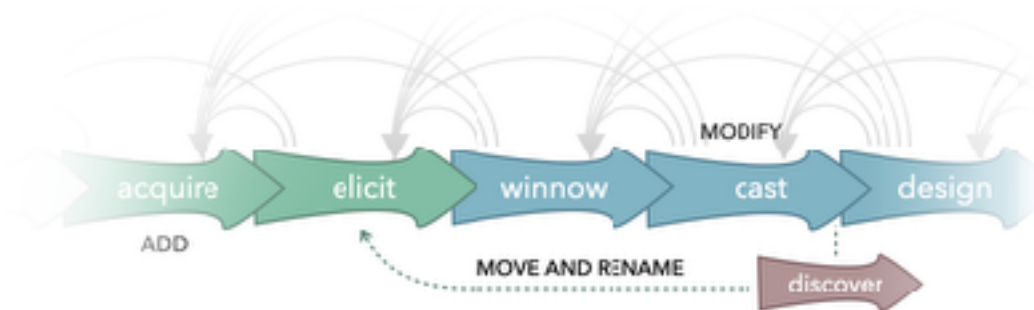 MODIFY
acquire elicit winnow cast design
ADD
MOVE AND RENAME
discover